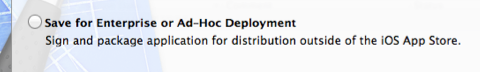 Save for Enterprise or Ad-Hoc Deployment
Sign and package application for distribution outside of the iOS App Store.